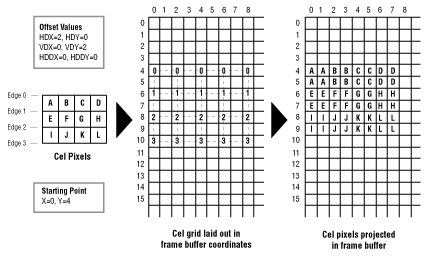 Offset Values
HDX=2, HDY=0
VDX=0, VDY=2
HDDX=0, HDDY=0
Edge 0
Edge 1
Edge 2
Edge 3
A B C D
E F G H
I J K L
Cel Pixels
Starting Point
X=0, Y=4
0 1 2 3 4 5 6 7 8
0
1
2
3
4 0 0 0 0 0
5
6 1 1 1 1 1
7
8 2 2 2 2 2
9
10 3 3 3 3 3
11
12
13
14
15
Cel grid laid out in
frame buffer coordinates
0 1 2 3 4 5 6 7 8
0
1
2
3
4 A A B B C C D D
5 A A B B C C D D
6 E E F F G G H H
7 E E F F G G H H
8 I I J J K K L L
9 I I J J K K L L
10
11
12
13
14
15
Cel pixels projected
in frame buffer